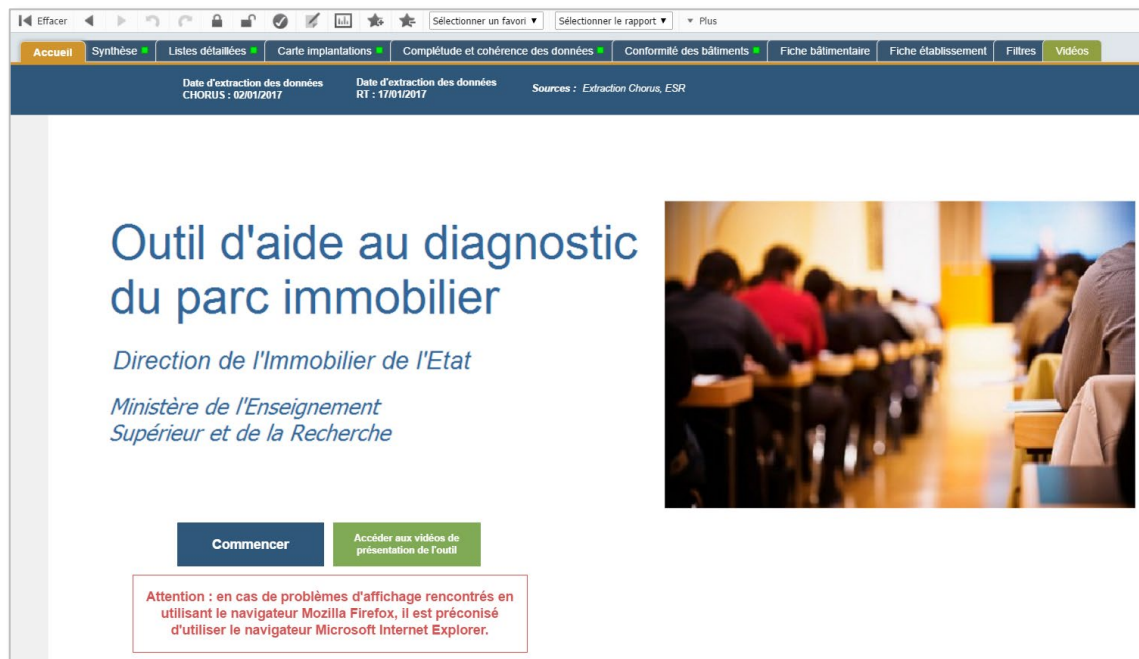 Effacer Sélectionner un favori Sélectionner le rapport Plus
Accueil Synthèse Listes détaillées Carte implantations Complétude et cohérence des données Conformité des bâtiments Fiche bâtimentaire Fiche établissement Filtres Vidéos
Date d'extraction des données
CHORUS : 02/01/2017
Date d'extraction des données
RT : 17/01/2017
Sources : Extraction Chorus, ESR
Outil d'aide au diagnostic
du parc immobilier
Direction de l'Immobilier de l'Etat
Ministère de l'Enseignement
Supérieur et de la Recherche
Commencer
Accéder aux vidéos de
présentation de l'outil
Attention : en cas de problèmes d'affichage rencontrés en
utilisant le navigateur Mozilla Firefox, il est préconisé
d'utiliser le navigateur Microsoft Internet Explorer.